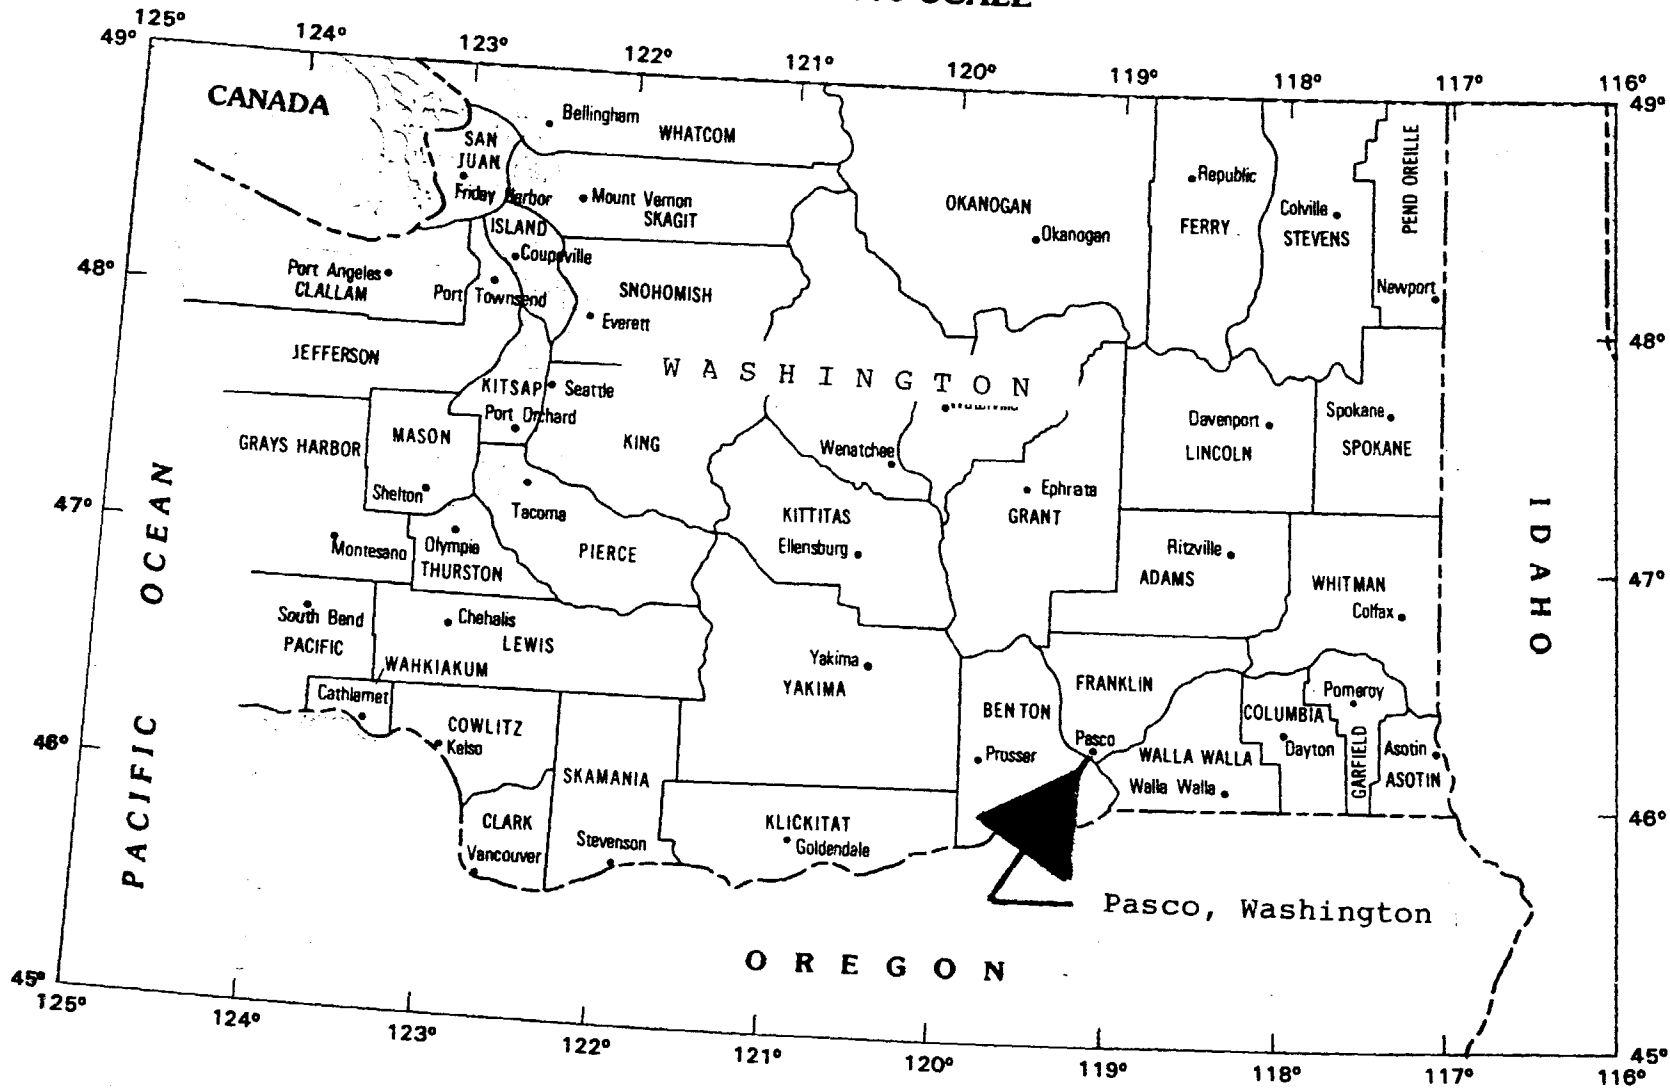 125° 124° 123° 122° 121° 120° 119° 118° 117° 116°
49° 49°
CANADA
Bellingham
WHATCOM
SAN
JUAN
Friday Harbor
Mount Vernon
SKAGIT
ISLAND
Coupeville
OKANOGAN
Okanogan
Republic
FERRY
Colville
STEVENS
PEND OREILLE
Newport
48° 48°
Port Angeles
CLALLAM
Port Townsend
SNOHOMISH
Everett
JEFFERSON
WASHINGTON
KITSAP
Seattle
Port Orchard
GRAYS HARBOR
MASON
KING
Wenatchee
Davenport
LINCOLN
Spokane
SPOKANE
Shelton
Tacoma
KITTITAS
Ellensburg
Ephrata
GRANT
47° 47°
Montesano
Olympia
THURSTON
PIERCE
Ritzville
ADAMS
WHITMAN
Colfax
PACIFIC OCEAN
IDAHO
South Bend
PACIFIC
Chehalis
LEWIS
WAHKIAKUM
Cathlamet
Yakima
YAKIMA
BENTON
Prosser
FRANKLIN
Pasco
COLUMBIA
Dayton
Pomeroy
GARFIELD
Asotin
ASOTIN
46° 46°
COWLITZ
Kelso
SKAMANIA
WALLA WALLA
Walla Walla
CLARK
Vancouver
Stevenson
KLICKITAT
Goldendale
Pasco, Washington
OREGON
45° 45°
125° 124° 123° 122° 121° 120° 119° 118° 117° 116°